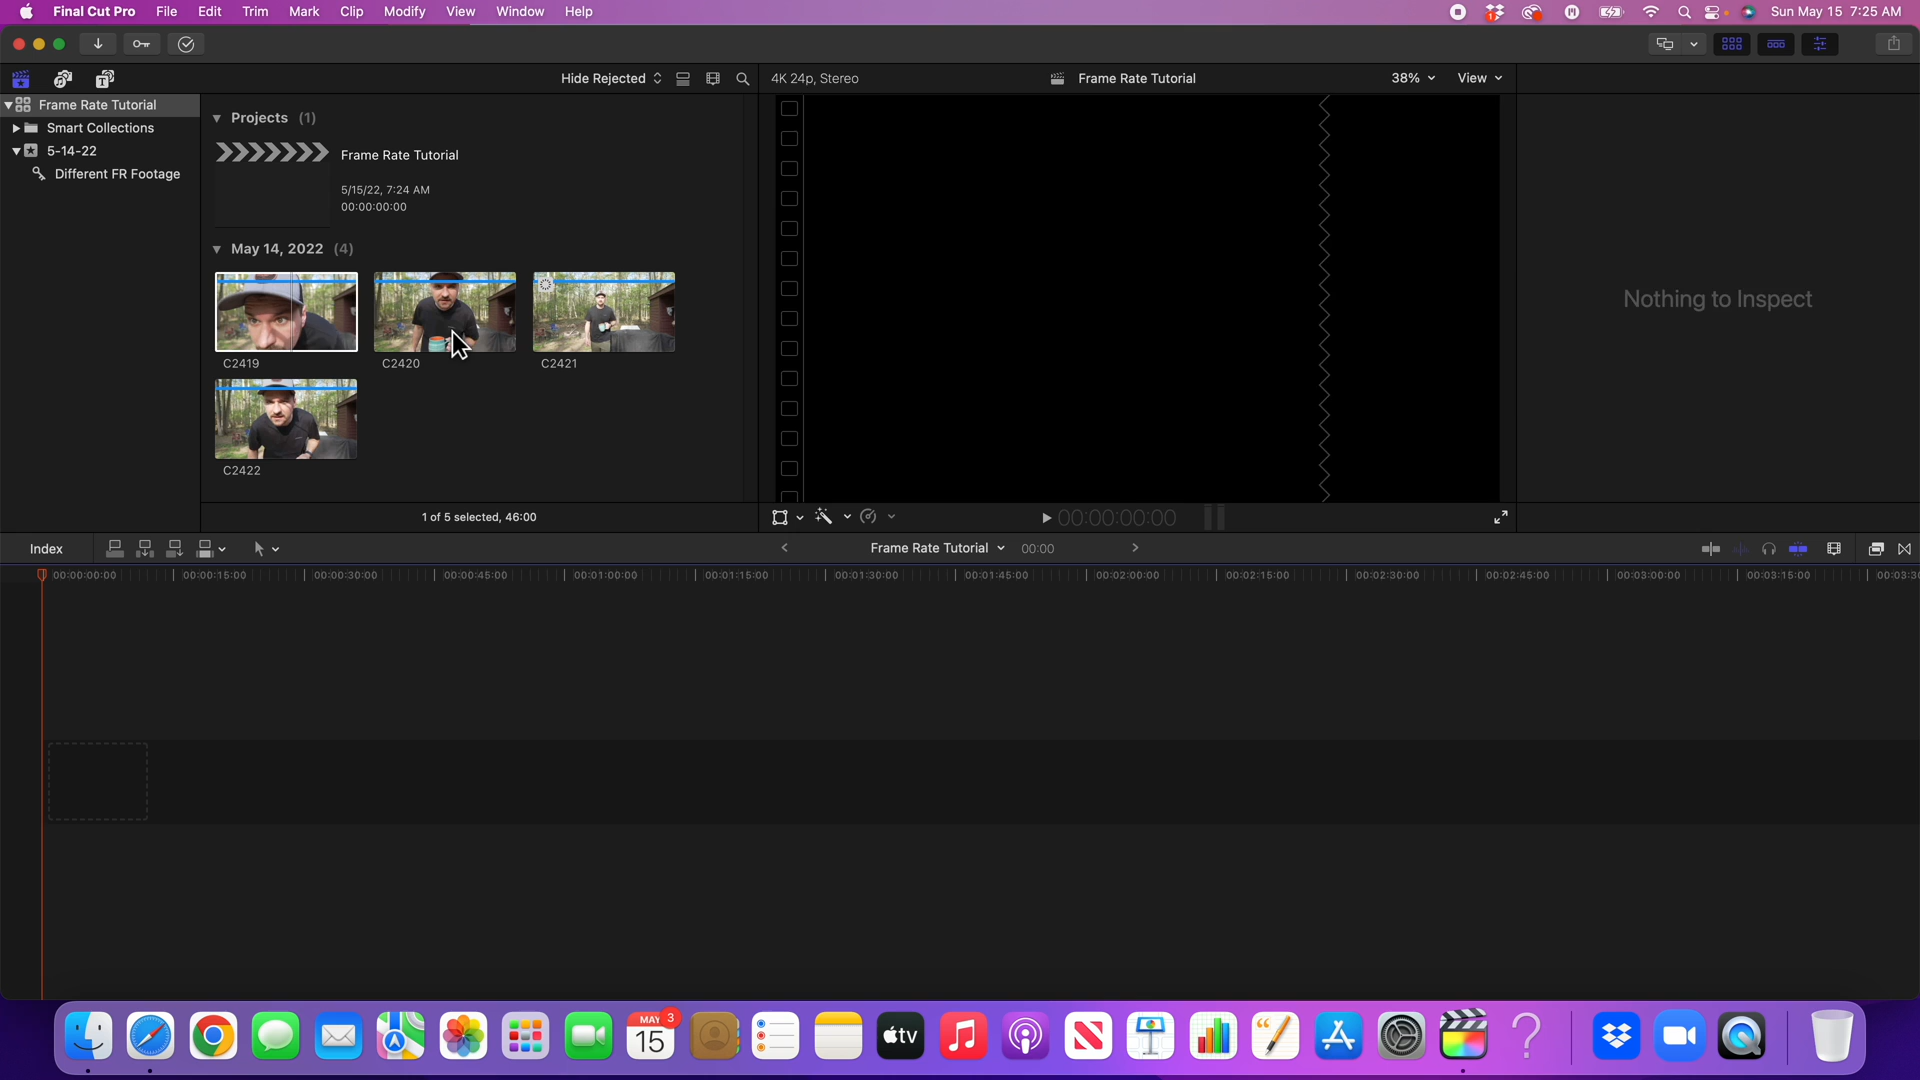 Final Cut Pro File Edit Trim Mark Clip Modify View Window Help 1 Sun May 15 7:25 AM
Hide Rejected 4K 24p, Stereo Frame Rate Tutorial 38% View
Frame Rate Tutorial
Smart Collections
5-14-22
Different FR Footage
Projects (1)
Frame Rate Tutorial
5/15/22, 7:24 AM
00:00:00:00
May 14, 2022 (4)
C2419 C2420 C2421
C2422
1 of 5 selected, 46:00
00:00:00:00
Nothing to Inspect
Index Frame Rate Tutorial 00:00
00:00:00:00 00:00:15:00 00:00:30:00 00:00:45:00 00:01:00:00 00:01:15:00 00:01:30:00 00:01:45:00 00:02:00:00 00:02:15:00 00:02:30:00 00:02:45:00 00:03:00:00 00:03:15:00 00:03:30
MAY 3
15
tv